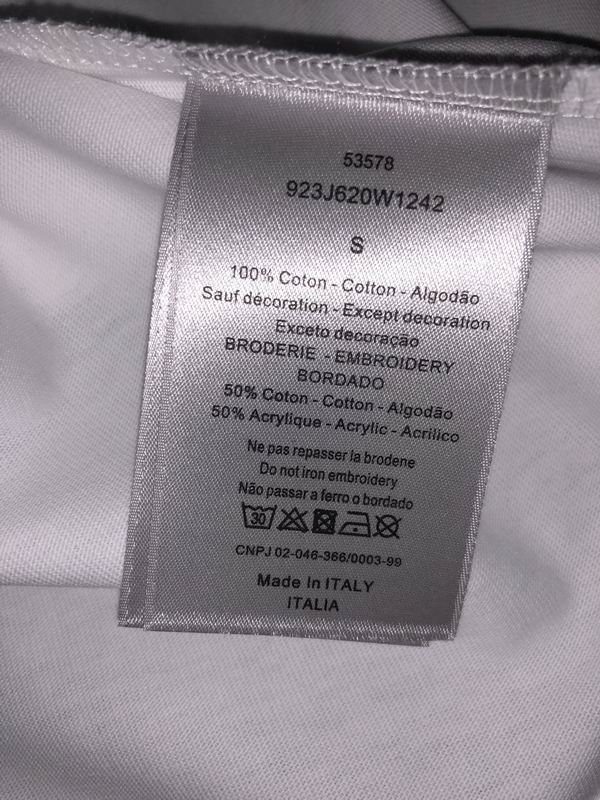 53578
923J620W1242
S
100% Coton - Cotton - Algodão
Sauf décoration - Except decoration
Exceto decoração
BRODERIE - EMBROIDERY
BORDADO
50% Coton - Cotton - Algodão
50% Acrylique - Acrylic - Acrilico
Ne pas repasser la brodene
Do not iron embroidery
Não passar a ferro o bordado
30
CNPJ 02-046-366/0003-99
Made In ITALY
ITALIA